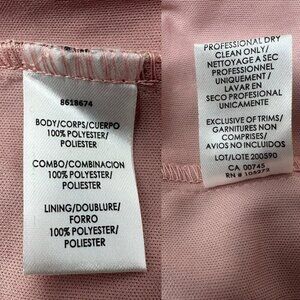 8618674
BODY/CORPS/CUERPO
100% POLYESTER/
POLIESTER
COMBO/COMBINACION
100% POLYESTER/
POLIESTER
LINING/DOUBLURE/
FORRO
100% POLYESTER/
POLIESTER
PROFESSIONAL DRY
CLEAN ONLY/
NETTOYAGE A SEC
PROFESSIONNEL
UNIQUEMENT /
LAVAR EN
SECO PROFESIONAL
UNICAMENTE
EXCLUSIVE OF TRIMS/
GARNITURES NON
COMPRISES/
AVIOS NO INCLUIDOS
LOT/LOTE 200590
CA 00745
RN #